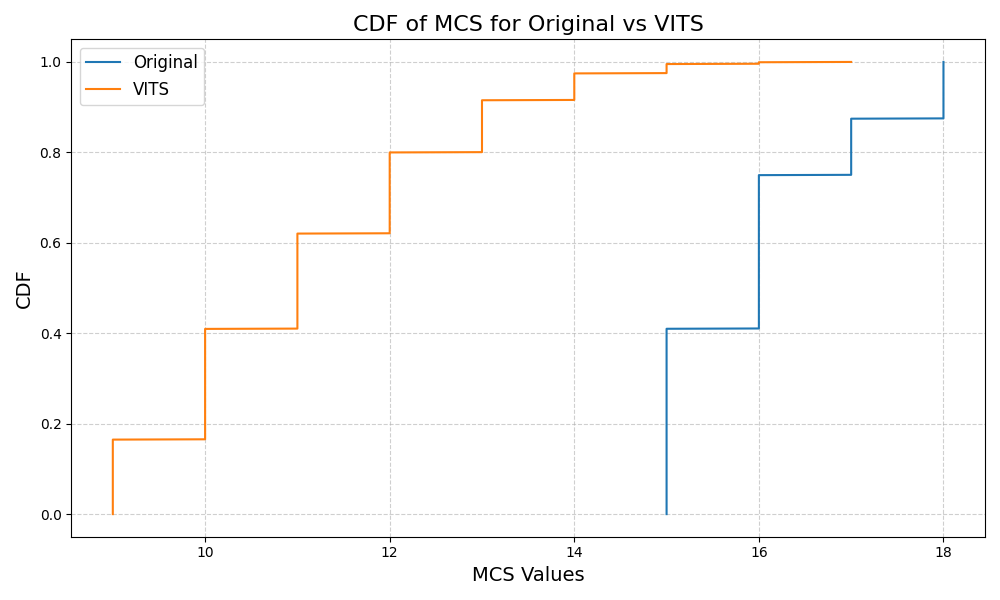 CDF of MCS for Original vs VITS
Original
VITS
CDF
1.0
0.8
0.6
0.4
0.2
0.0
10 12 14 16 18
MCS Values